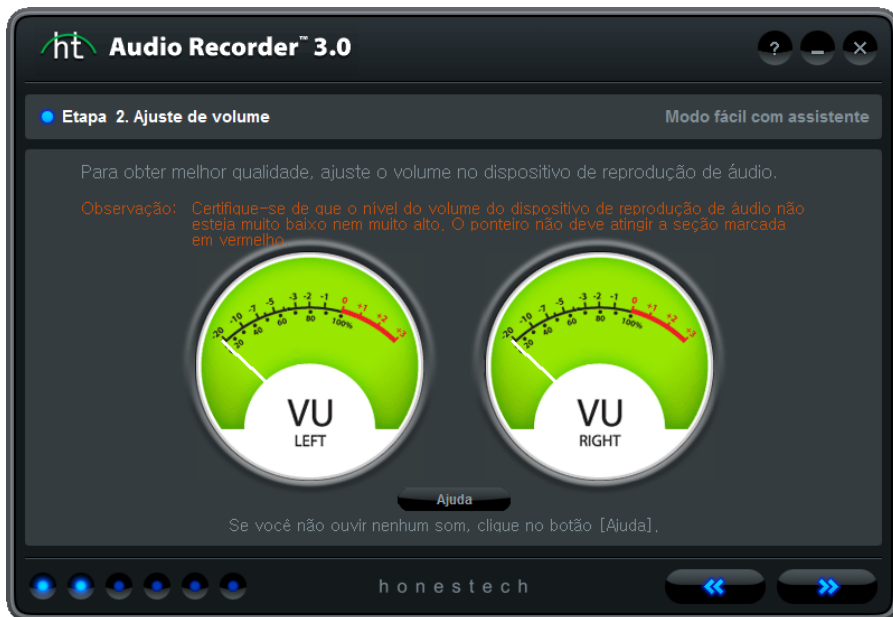 ht Audio Recorder™ 3.0
?
Etapa 2. Ajuste de volume
Modo fácil com assistente
Para obter melhor qualidade, ajuste o volume no dispositivo de reprodução de áudio.
Observação: Certifique-se de que o nível do volume do dispositivo de reprodução de áudio não
esteja muito baixo nem muito alto. O ponteiro não deve atingir a seção marcada
em vermelho
-20 -10 -7 -5 -3 -2 -1 0 +1 +2 +3
20 40 60 80 100%
VU
LEFT
-20 -10 -7 -5 -3 -2 -1 0 +1 +2 +3
20 40 60 80 100%
VU
RIGHT
Ajuda
Se você não ouvir nenhum som, clique no botão [Ajuda].
honestech